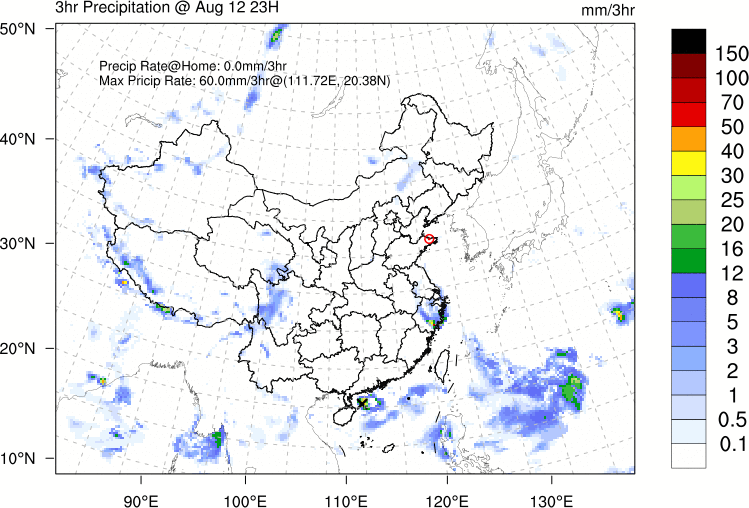 3hr Precipitation @ Aug 12 23H
mm/3hr
Precip Rate@Home: 0.0mm/3hr
Max Pricip Rate: 60.0mm/3hr@(111.72E, 20.38N)
50°N
40°N
30°N
20°N
10°N
90°E
100°E
110°E
120°E
130°E
150
100
70
50
40
30
25
20
16
12
8
5
3
2
1
0.5
0.1